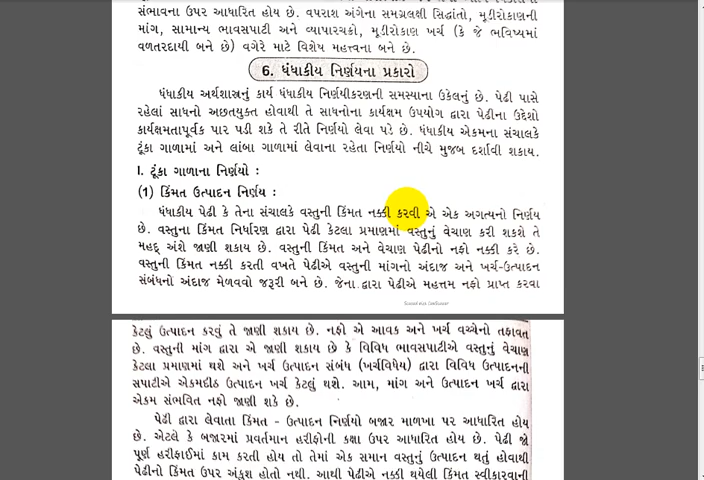 સંભાવના ઉપર આધારિત હોય છે. વપરાશ અંગેના સમગ્રલક્ષી સિદ્ધાંતો, મૂડીરોકાણની
માંગ, સામાન્ય ભાવસપાટી અને વ્યાપારચક્રો, મૂડીરોકાણ ખર્ચ (કે જે ભવિષ્યમાં
વળતરદાયી બને છે) વગેરે માટે વિશેષ મહત્ત્વના બને છે.
6. ધંધાકીય નિર્ણયના પ્રકારો
ધંધાકીય અર્થશાસ્ત્રનું કાર્ય ધંધાકીય નિર્ણયીકરણની સમસ્યાના ઉકેલનું છે. પેઢી પાસે
રહેલાં સાધનો અછતયુક્ત હોવાથી તે સાધનોના કાર્યક્ષમ ઉપયોગ દ્વારા પેઢીના ઉદ્દેશો
કાર્યક્ષમતાપૂર્વક પાર પડી શકે તે રીતે નિર્ણયો લેવા પડે છે. ધંધાકીય એકમના સંચાલકે
ટૂંકા ગાળામાં અને લાંબા ગાળામાં લેવાના રહેતા નિર્ણયો નીચે મુજબ દર્શાવી શકાય.
I. ટૂંકા ગાળાના નિર્ણયો :
(1) કિંમત ઉત્પાદન નિર્ણય :
ધંધાકીય પેઢી કે તેના સંચાલકે વસ્તુની કિંમત નક્કી કરવી એ એક અગત્યનો નિર્ણય
છે. વસ્તુના કિંમત નિર્ધારણ દ્વારા પેઢી કેટલા પ્રમાણમાં વસ્તુનું વેચાણ કરી શકશે તે
મહદ્ અંશે જાણી શકાય છે. વસ્તુની કિંમત અને વેચાણ પેઢીનો નફો નક્કી કરે છે.
વસ્તુની કિંમત નક્કી કરતી વખતે પેઢીએ વસ્તુની માંગનો અંદાજ અને ખર્ચ-ઉત્પાદન
સંબંધનો અંદાજ મેળવવો જરૂરી બને છે. જેના દ્વારા પેઢીએ મહત્તમ નફો પ્રાપ્ત કરવા
Scanned with CamScanner
કેટલું ઉત્પાદન કરવું તે જાણી શકાય છે. નફો એ આવક અને ખર્ચ વચ્ચેનો તફાવત
છે. વસ્તુની માંગ દ્વારા એ જાણી શકાય છે કે વિવિધ ભાવસપાટીએ વસ્તુનું વેચાણ
કેટલા પ્રમાણમાં થશે અને ખર્ચ ઉત્પાદન સંબંધ (ખર્ચવિધેય) દ્વારા વિવિધ ઉત્પાદનની
સપાટીએ એકમદીઠ ઉત્પાદન ખર્ચ કેટલું થશે. આમ, માંગ અને ઉત્પાદન ખર્ચ દ્વારા
એકમ સંભવિત નફો જાણી શકે છે.
પેઢી દ્વારા લેવાતા કિંમત - ઉત્પાદન નિર્ણયો બજાર માળખા પર આધારિત હોય
છે. એટલે કે બજારમાં પ્રવર્તમાન હરીફોની કક્ષા ઉપર આધારિત હોય છે. પેઢી જો
પૂર્ણ હરીફાઈમાં કામ કરતી હોય તો તેમાં એક સમાન વસ્તુનું ઉત્પાદન થતું હોવાથી
પેઢીનો કિંમત ઉપર અંકુશ હોતો નથી. આથી પેઢીએ નક્કી થયેલી કિંમત સ્વીકારવાની